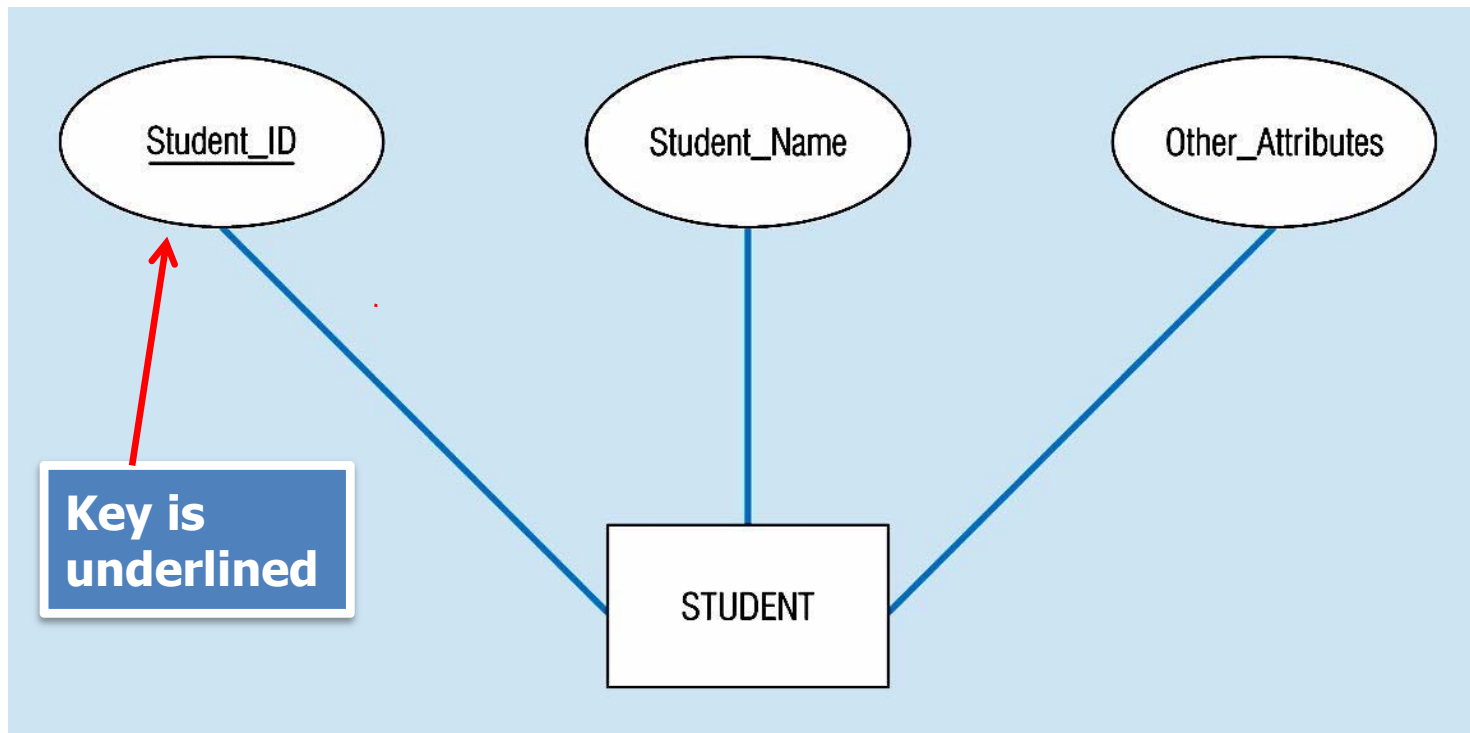 Student_ID
Student_Name
Other_Attributes
Key is
underlined
STUDENT